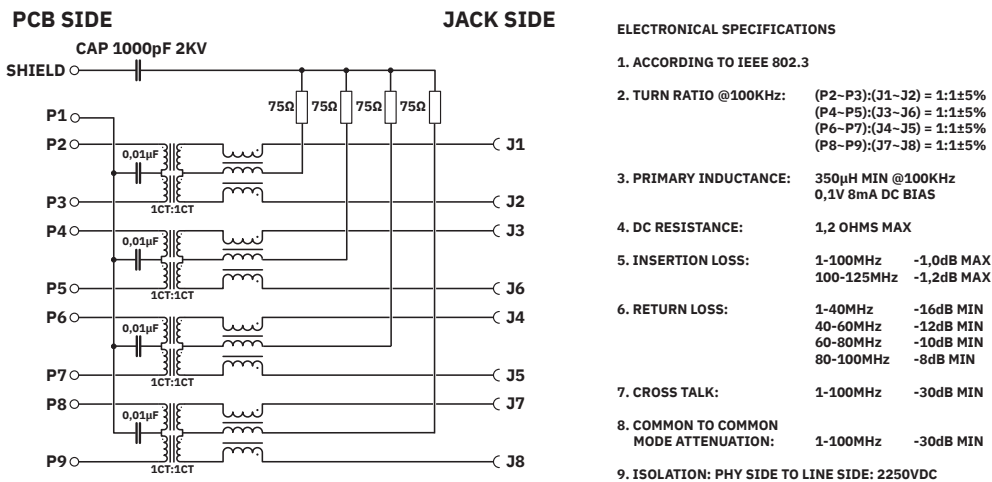 PCB SIDE
JACK SIDE
CAP 1000pF 2KV
SHIELD
75Ω 75Ω 75Ω 75Ω
P1
P2
0,01µF
J1
P3
1CT:1CT
J2
P4
0,01µF
J3
P5
1CT:1CT
J6
P6
0,01µF
J4
P7
1CT:1CT
J5
P8
0,01µF
J7
P9
1CT:1CT
J8
ELECTRONICAL SPECIFICATIONS
1. ACCORDING TO IEEE 802.3
2. TURN RATIO @100KHz: (P2~P3):(J1~J2) = 1:1±5%
(P4~P5):(J3~J6) = 1:1±5%
(P6~P7):(J4~J5) = 1:1±5%
(P8~P9):(J7~J8) = 1:1±5%
3. PRIMARY INDUCTANCE: 350µH MIN @100KHz
0,1V 8mA DC BIAS
4. DC RESISTANCE: 1,2 OHMS MAX
5. INSERTION LOSS: 1-100MHz -1,0dB MAX
100-125MHz -1,2dB MAX
6. RETURN LOSS: 1-40MHz -16dB MIN
40-60MHz -12dB MIN
60-80MHz -10dB MIN
80-100MHz -8dB MIN
7. CROSS TALK: 1-100MHz -30dB MIN
8. COMMON TO COMMON
MODE ATTENUATION: 1-100MHz -30dB MIN
9. ISOLATION: PHY SIDE TO LINE SIDE: 2250VDC